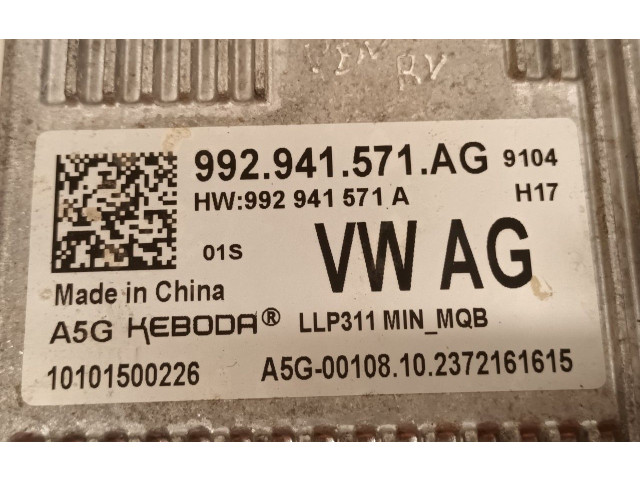 992.941.571.AG 9104
HW:992 941 571 A H17
01S VW AG
Made in China
A5G KEBODA® LLP311 MIN_MQB
10101500226 A5G-00108.10.2372161615